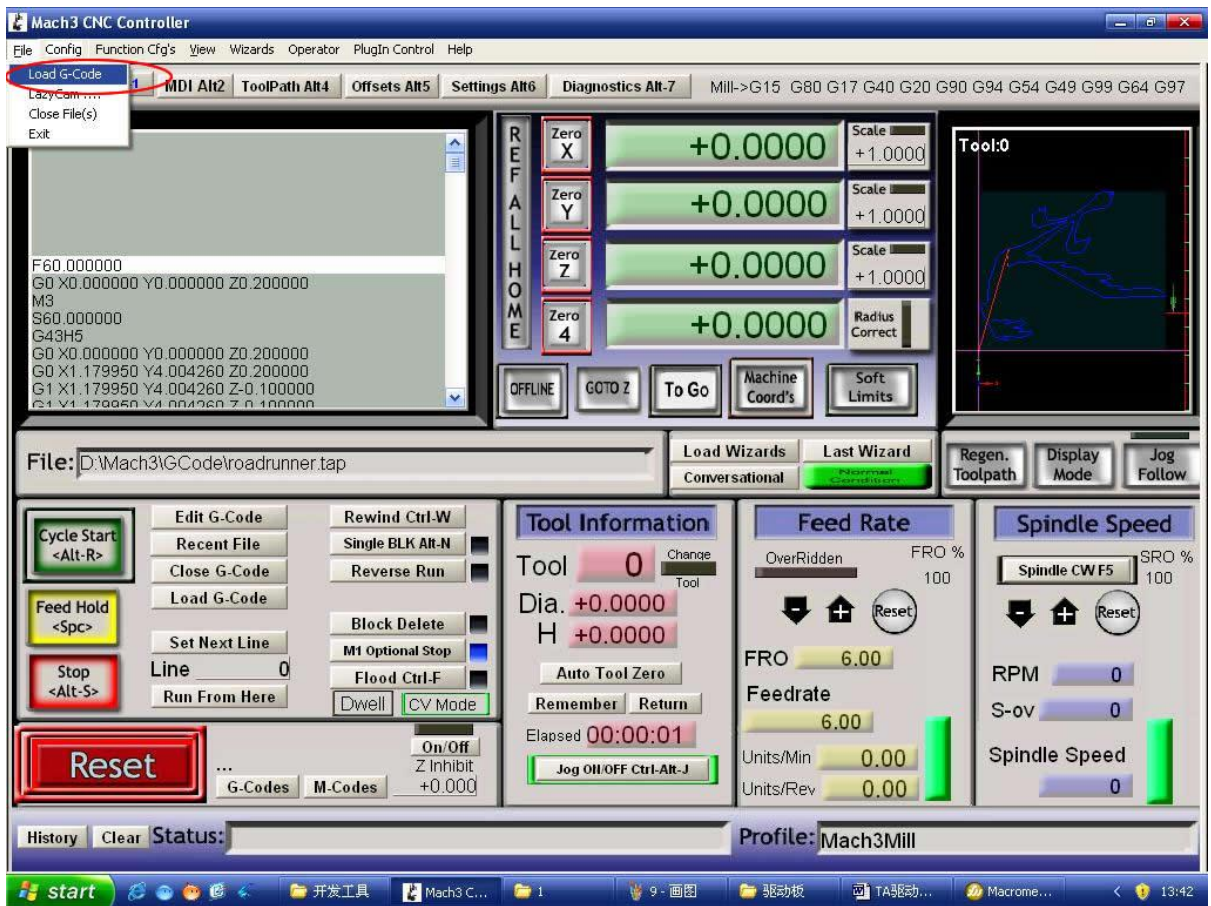 Mach3 CNC Controller
File Config Function Cfg's View Wizards Operator PlugIn Control Help
Load G-Code
LazyCam ....
Close File(s)
Exit
1 MDI Alt2 ToolPath Alt4 Offsets Alt5 Settings Alt6 Diagnostics Alt-7 Mill->G15 G80 G17 G40 G20 G90 G94 G54 G49 G99 G64 G97
F60.000000
G0 X0.000000 Y0.000000 Z0.200000
M3
S60.000000
G43H5
G0 X0.000000 Y0.000000 Z0.200000
G0 X1.179950 Y4.004260 Z0.200000
G1 X1.179950 Y4.004260 Z-0.100000
REF ALL HOME
Zero X +0.0000 Scale +1.0000
Zero Y +0.0000 Scale +1.0000
Zero Z +0.0000 Scale +1.0000
Zero 4 +0.0000 Radius Correct
OFFLINE GOTO Z To Go Machine Coord's Soft Limits
Tool:0
File: D:\Mach3\GCode\roadrunner.tap
Load Wizards Last Wizard
Conversational Normal Condition
Regen. Toolpath Display Mode Jog Follow
Cycle Start <Alt-R>
Feed Hold <Spc>
Stop <Alt-S>
Edit G-Code
Recent File
Close G-Code
Load G-Code
Set Next Line
Line 0
Run From Here
Rewind Ctrl-W
Single BLK Alt-N
Reverse Run
Block Delete
M1 Optional Stop
Flood Ctrl-F
Dwell CV Mode
Reset
...
G-Codes M-Codes
On/Off
Z Inhibit
+0.000
Tool Information
Tool 0 Change Tool
Dia. +0.0000
H +0.0000
Auto Tool Zero
Remember Return
Elapsed 00:00:01
Jog ON/OFF Ctrl-Alt-J
Feed Rate
OverRidden FRO % 100
Reset
FRO 6.00
Feedrate
6.00
Units/Min 0.00
Units/Rev 0.00
Spindle Speed
Spindle CW F5 SRO % 100
Reset
RPM 0
S-ov 0
Spindle Speed
0
History Clear Status:
Profile: Mach3Mill
start 开发工具 Mach3 C... 1 9 - 画图 驱动板 TA驱动... Macrome... 13:42